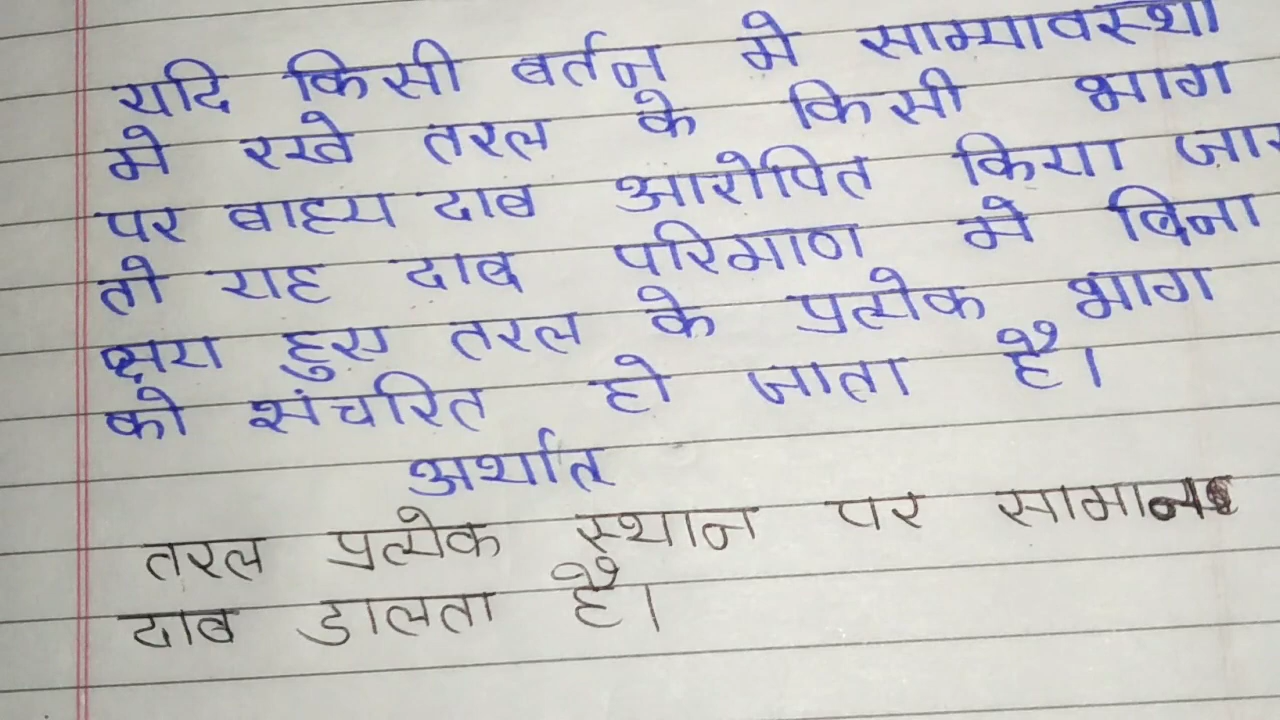 यदि किसी बर्तन मे साम्यावस्था
मे रखे तरल के किसी भाग
पर बाह्य दाब आरोपित किया
तो यह दाब परिमाण मे बिना
क्षय हुए तरल के प्रत्येक भाग
को संचरित हो जाता है।
अर्थात
तरल प्रत्येक स्थान पर
दाब डालता है।